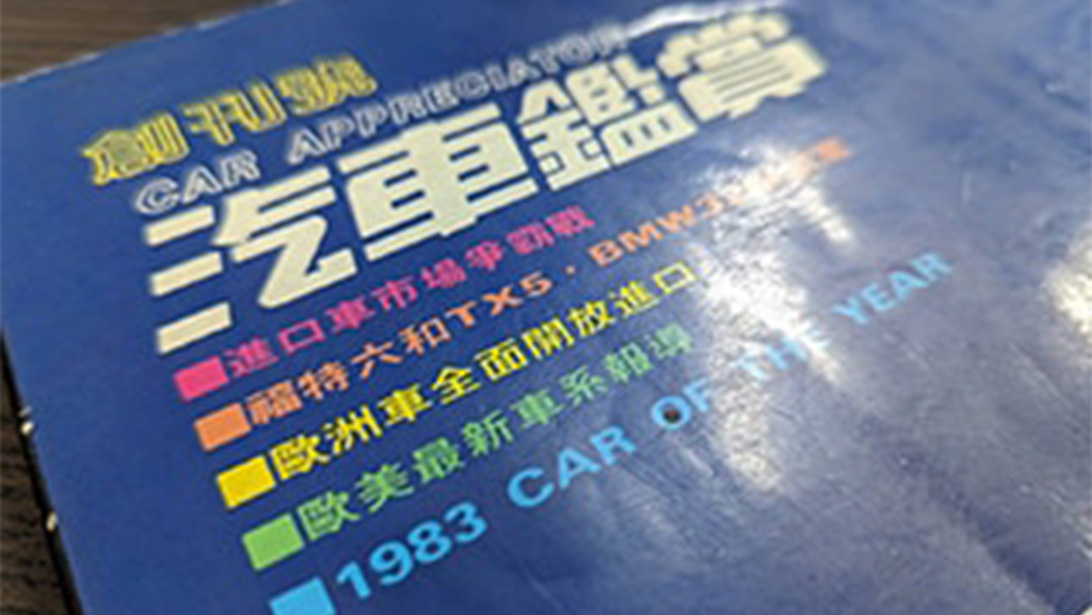 創刊號
CAR APPRECIATOR
汽車鑑賞
進口車市場爭霸戰
福特六和TX5·BMW
歐洲車全面開放進口
歐美最新車系報導
1983 CAR OF THE YEAR